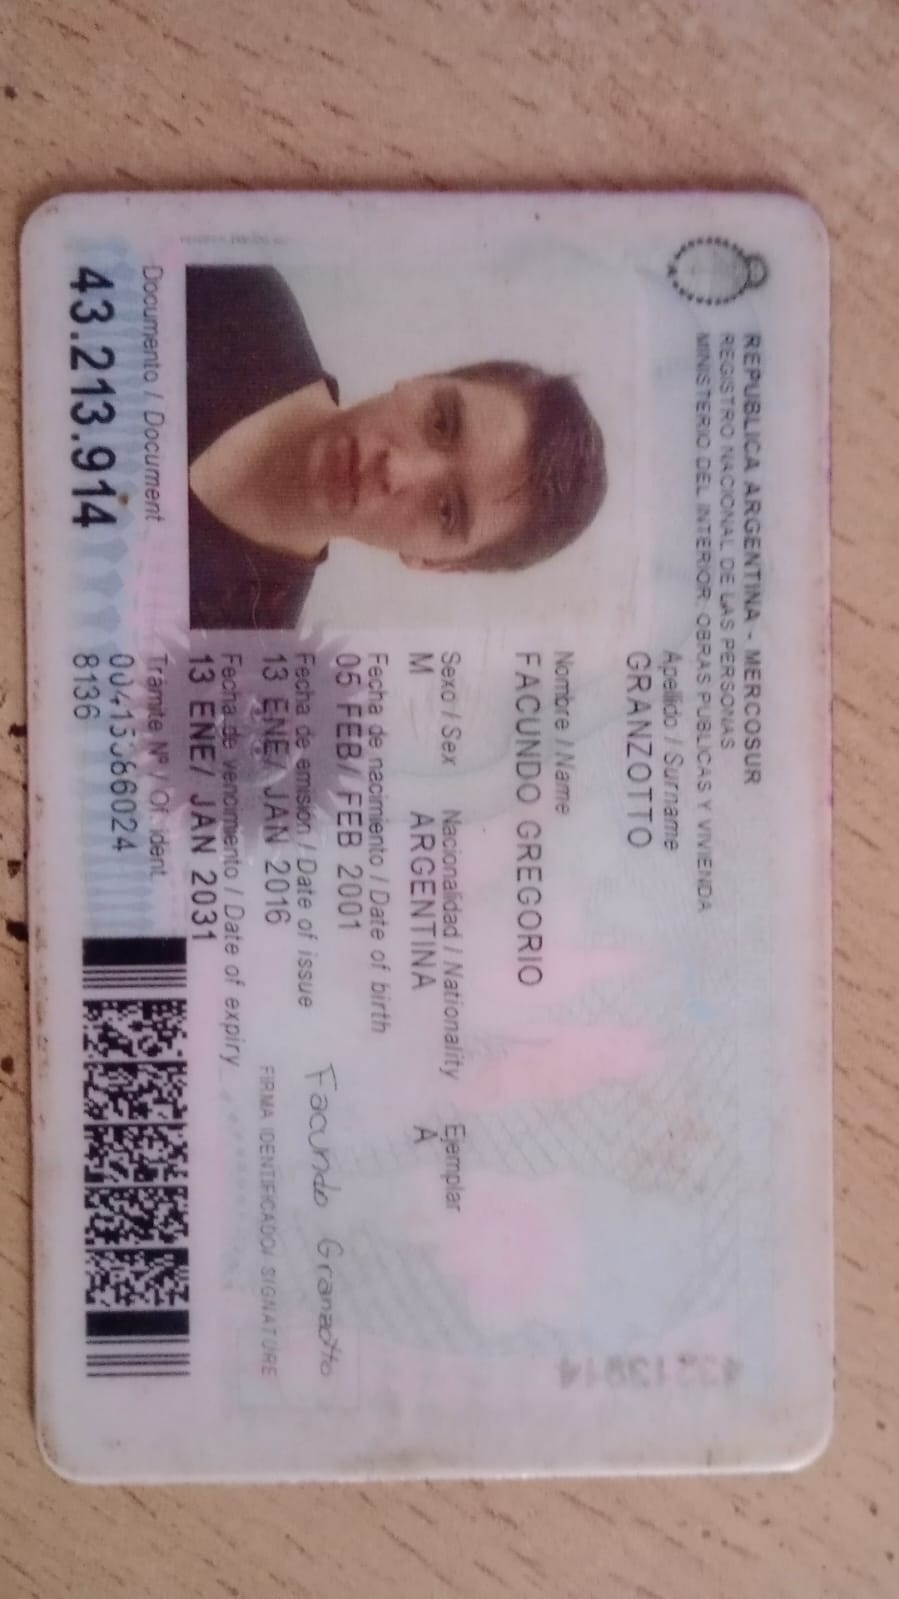 REPUBLICA ARGENTINA - MERCOSUR
REGISTRO NACIONAL DE LAS PERSONAS
MINISTERIO DEL INTERIOR, OBRAS PUBLICAS Y VIVIENDA
Apellido / Surname
GRANZOTTO
Nombre / Name
FACUNDO GREGORIO
Sexo / Sex Nacionalidad / Nationality Ejemplar
M ARGENTINA A
Fecha de nacimiento / Date of birth
05 FEB/ FEB 2001
Fecha de emisión / Date of issue
13 ENE/ JAN 2016
Fecha de vencimiento / Date of expiry
13 ENE/ JAN 2031
Facundo Granzotto
FIRMA IDENTIFICADO/ SIGNATURE
Documento / Document
43.213.914
Trámite Nº / Of. ident.
8136
43213914